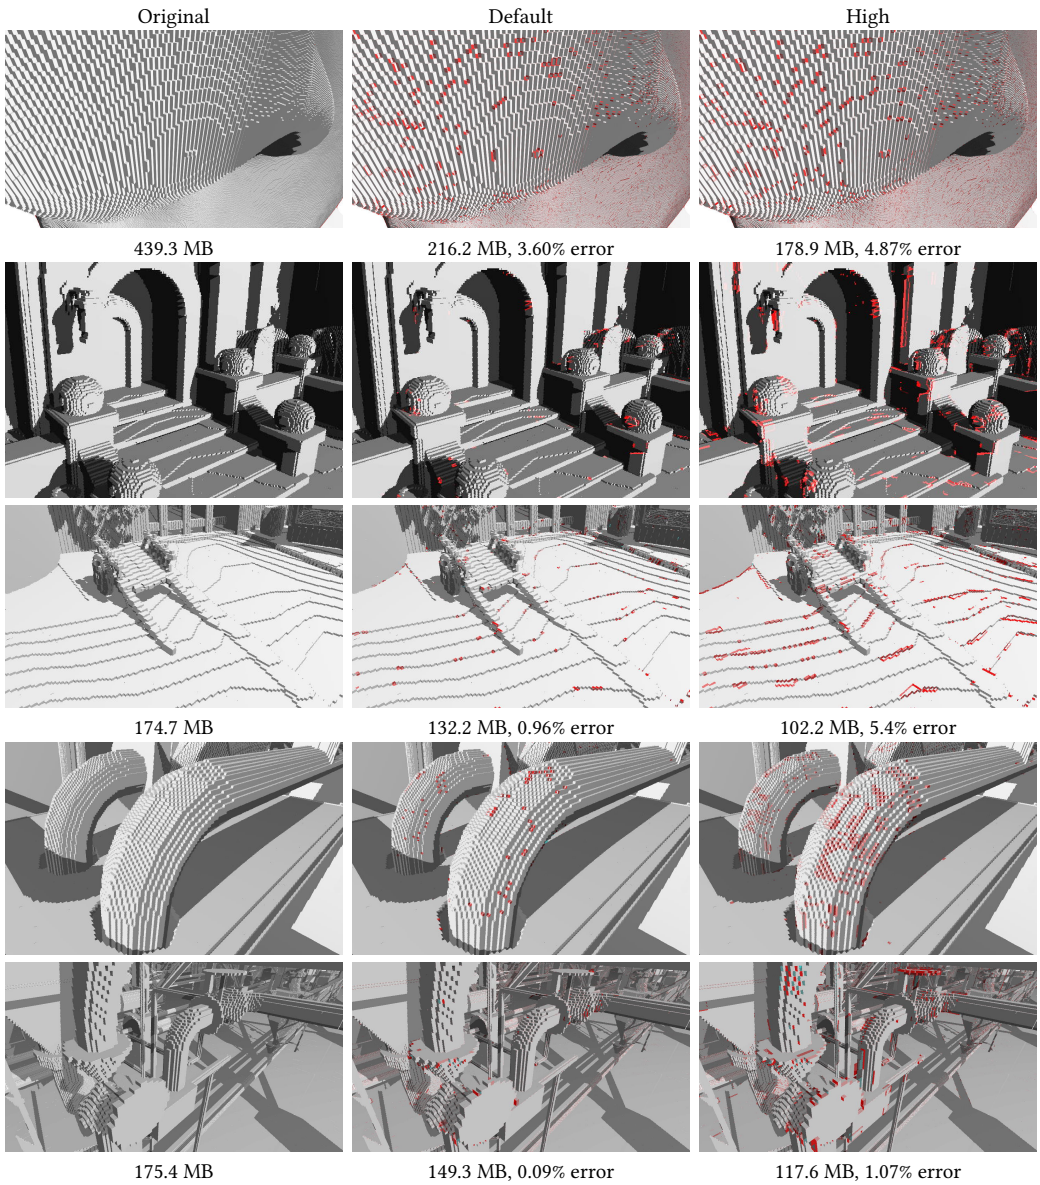 Original Default High
439.3 MB 216.2 MB, 3.60% error 178.9 MB, 4.87% error
174.7 MB 132.2 MB, 0.96% error 102.2 MB, 5.4% error
175.4 MB 149.3 MB, 0.09% error 117.6 MB, 1.07% error